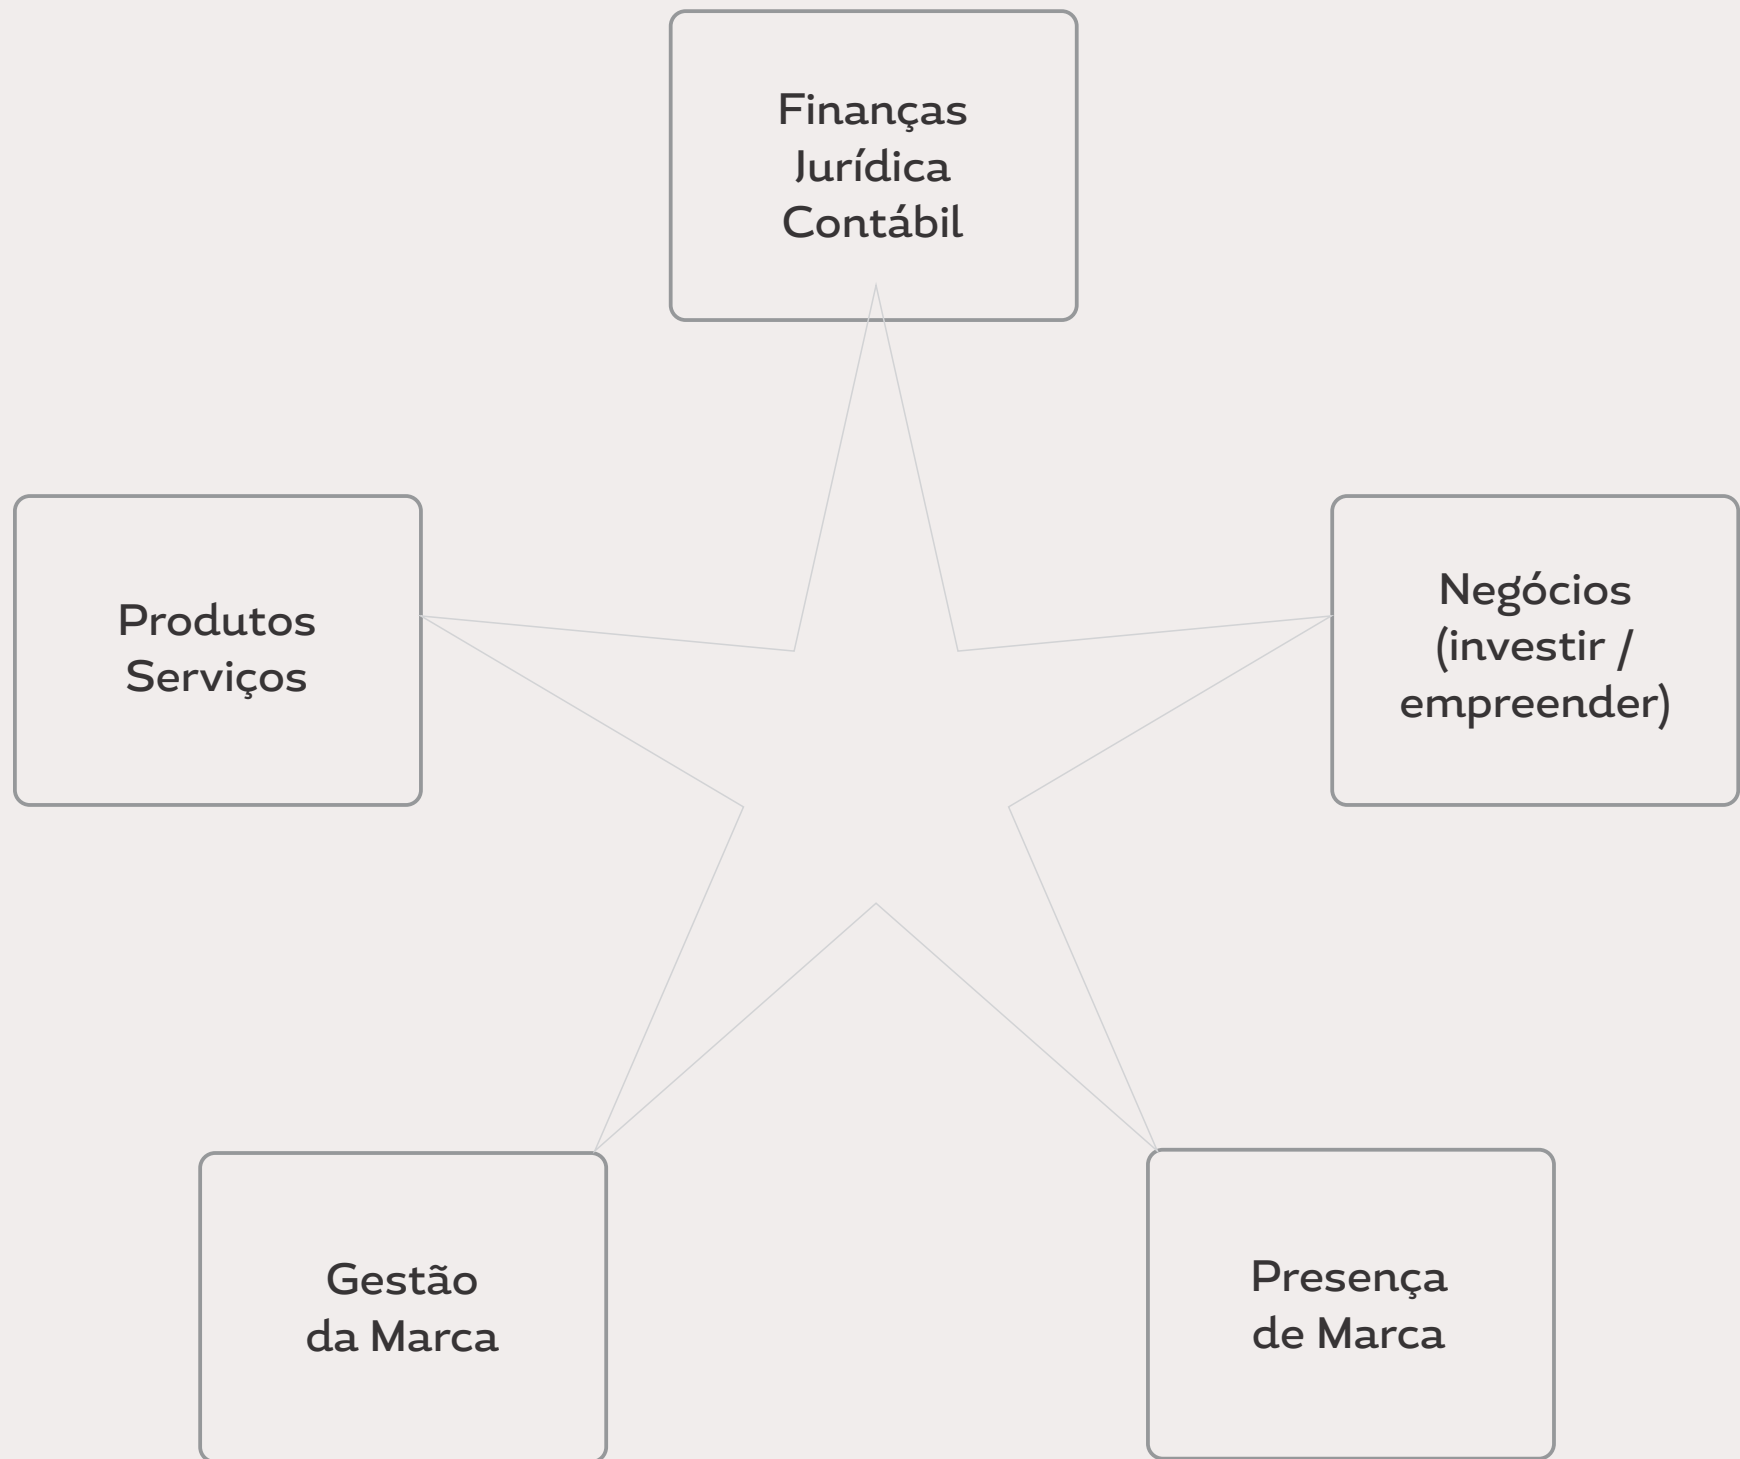 Finanças
Jurídica
Contábil
Produtos
Serviços
Negócios
(investir /
empreender)
Gestão
da Marca
Presença
de Marca